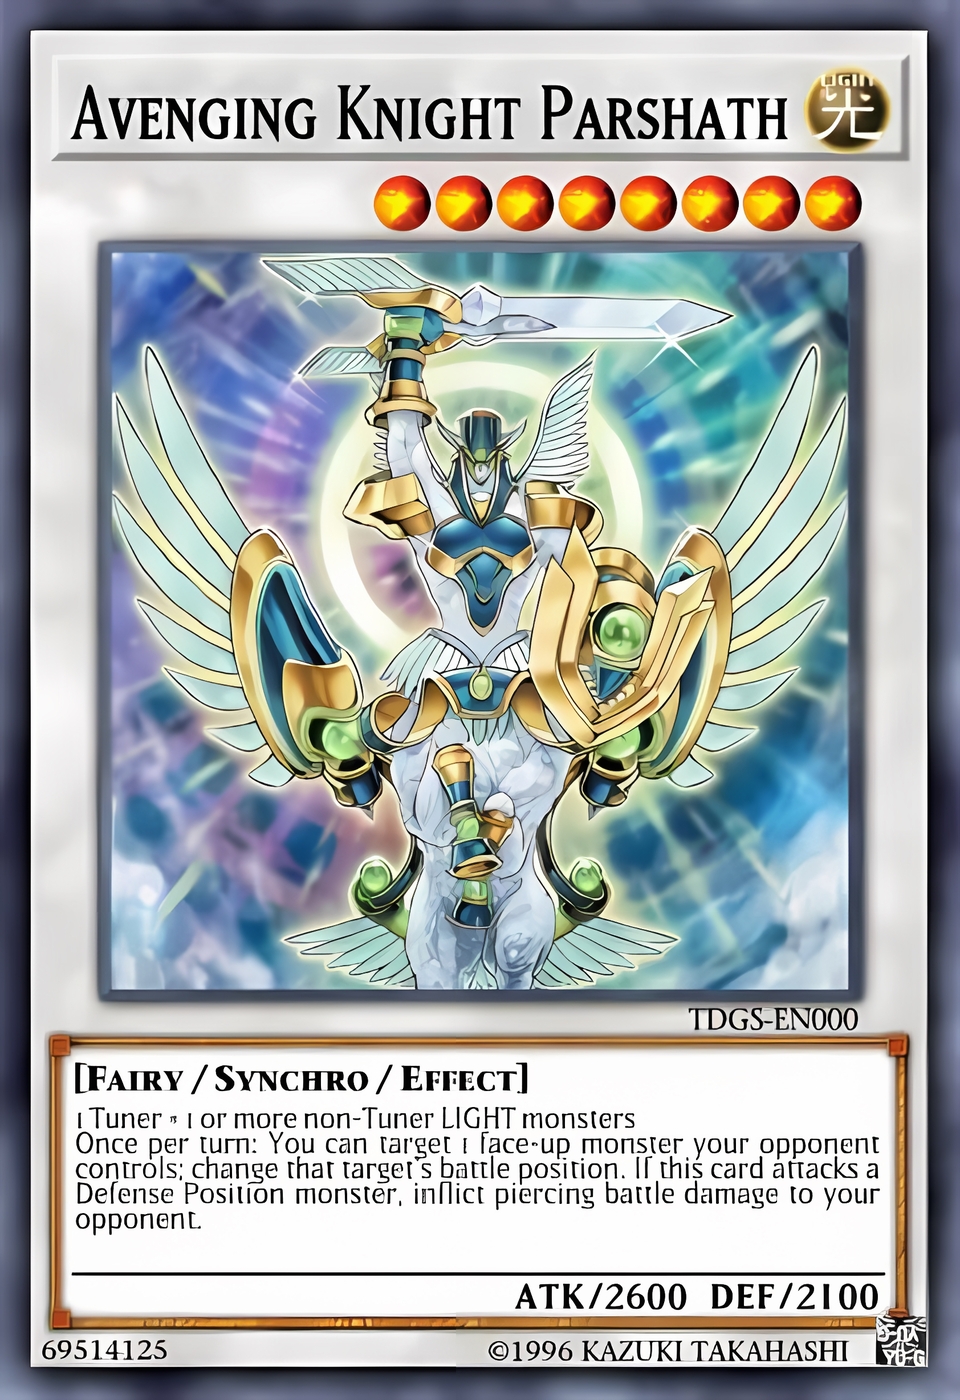 AVENGING KNIGHT PARSHATH
光
TDGS-EN000
[FAIRY / SYNCHRO / EFFECT]
1 Tuner + 1 or more non-Tuner LIGHT monsters
Once per turn: You can target 1 face-up monster your opponent
controls; change that target's battle position. If this card attacks a
Defense Position monster, inflict piercing battle damage to your
opponent.
ATK/2600 DEF/2100
69514125
©1996 KAZUKI TAKAHASHI